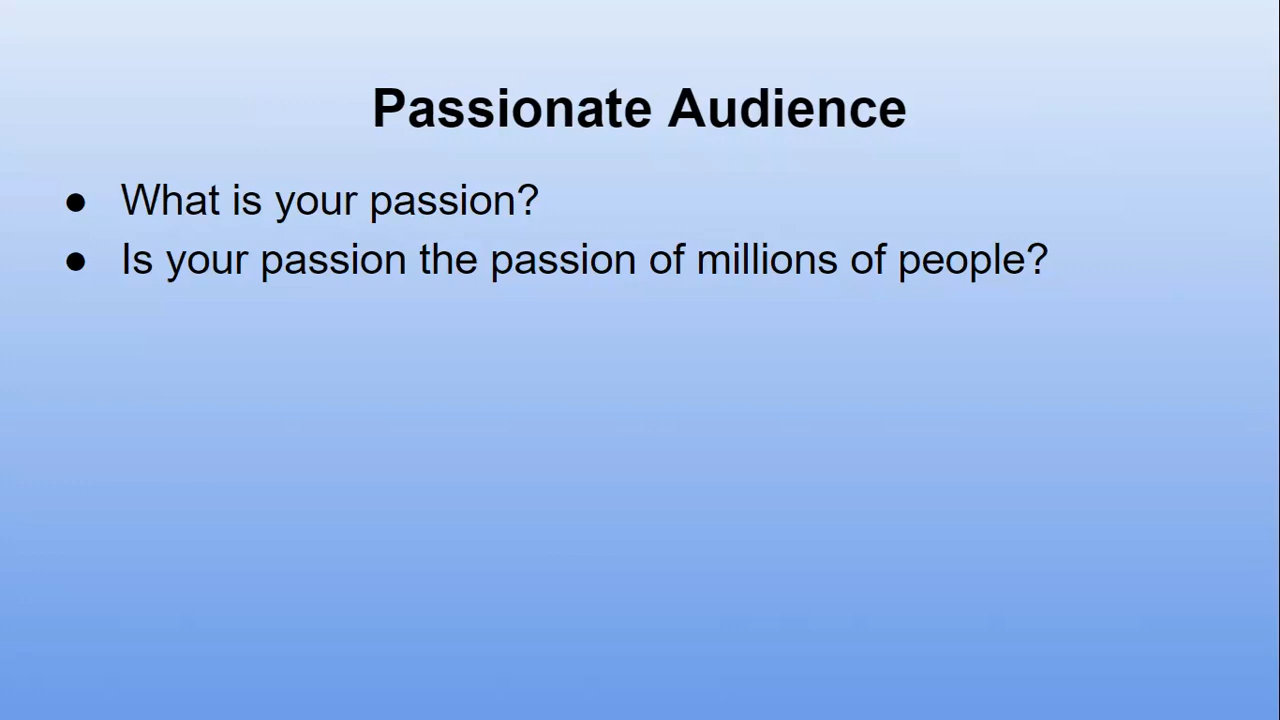 Passionate Audience
● What is your passion?
● Is your passion the passion of millions of people?